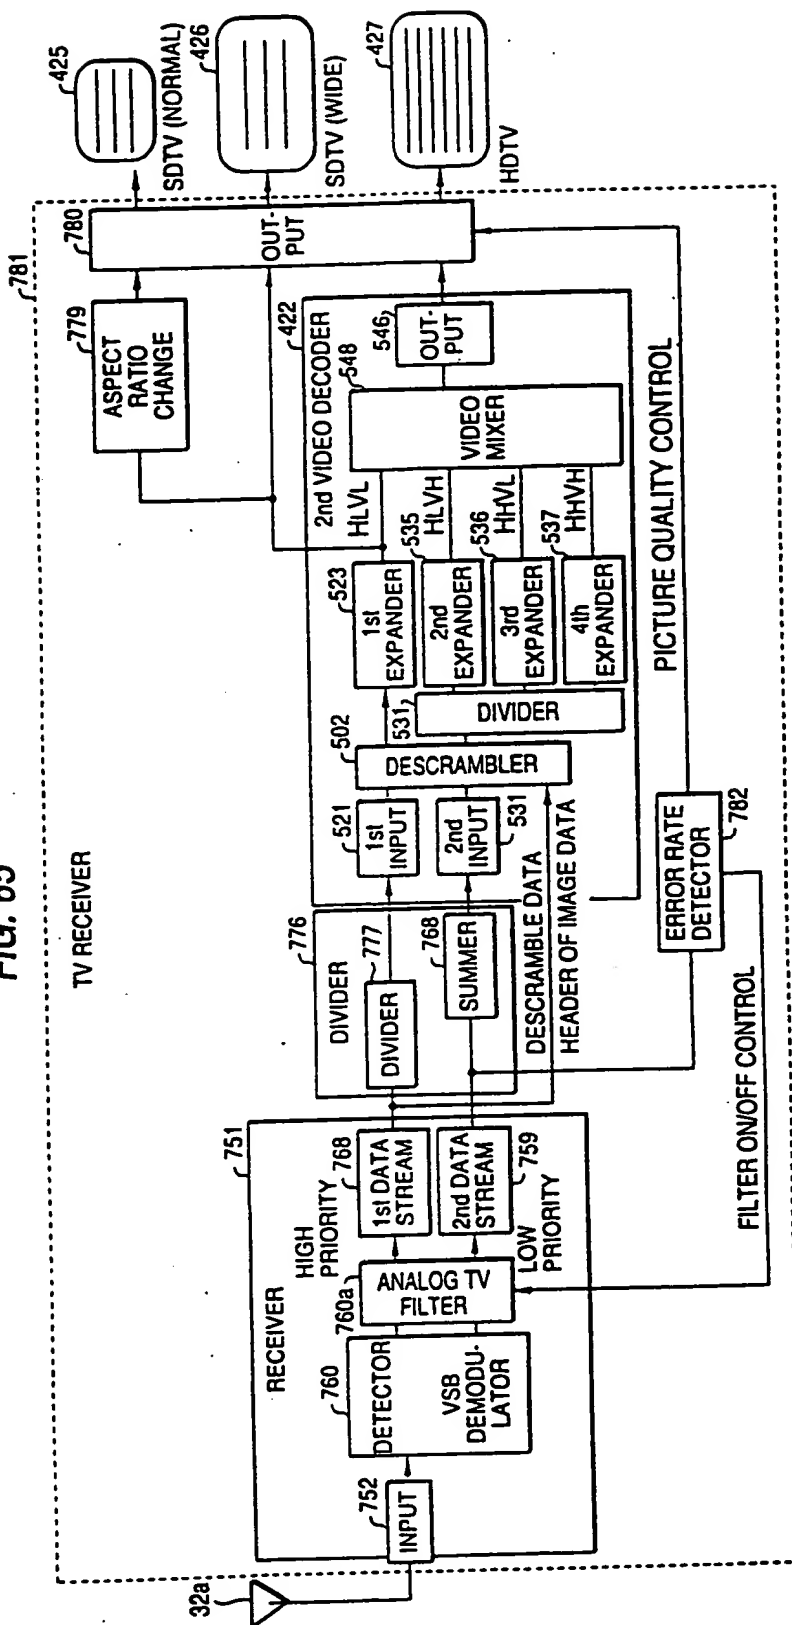 FIG. 65
781
TV RECEIVER
32a
751
RECEIVER
752
INPUT
760
DETECTOR
VSB
DEMODU-
LATOR
760a
ANALOG TV
FILTER
HIGH
PRIORITY
768
1st DATA
STREAM
2nd DATA
STREAM
759
LOW
PRIORITY
776
DIVIDER
777
DIVIDER
768
SUMMER
DESCRAMBLE DATA
HEADER OF IMAGE DATA
422
2nd VIDEO DECODER
521
1st
INPUT
2nd
INPUT
531
502
DESCRAMBLER
531
DIVIDER
523
1st
EXPANDER
HLVL
2nd
EXPANDER
535
HLVH
3rd
EXPANDER
536
HHVL
4th
EXPANDER
537
HHVH
548
VIDEO
MIXER
546
OUT-
PUT
779
ASPECT
RATIO
CHANGE
780
OUT-
PUT
425
SDTV (NORMAL)
426
SDTV (WIDE)
427
HDTV
PICTURE QUALITY CONTROL
ERROR RATE
DETECTOR
782
FILTER ON/OFF CONTROL